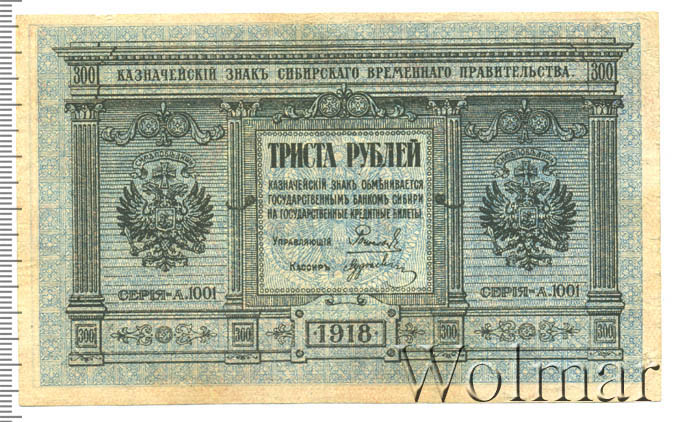 300 КАЗНАЧЕЙСКІЙ ЗНАКЪ СИБИРСКАГО ВРЕМЕННАГО ПРАВИТЕЛЬСТВА. 300
ТРИСТА РУБЛЕЙ
КАЗНАЧЕЙСКІЙ ЗНАКЪ ОБМѢНИВАЕТСЯ
ГОСУДАРСТВЕННЫМЪ БАНКОМЪ СИБИРИ
НА ГОСУДАРСТВЕННЫЕ КРЕДИТНЫЕ БИЛЕТЫ.
УПРАВЛЯЮЩІЙ
КАССИРЪ
СЕРІЯ-А.1001 СЕРІЯ-А.1001
300 300 1918 300 300
Wolmar